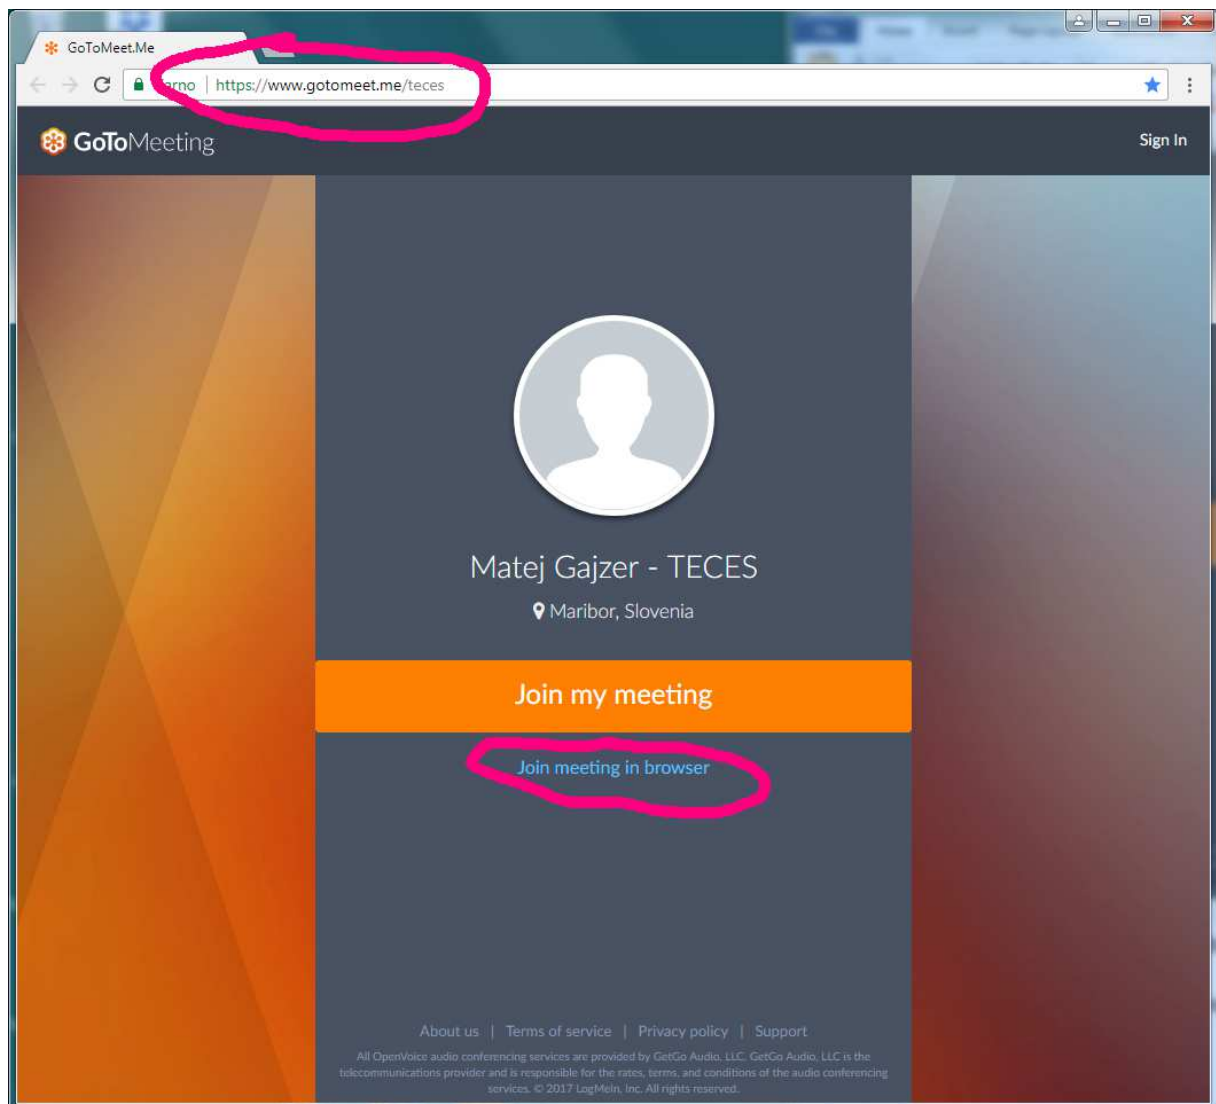 GoToMeet.Me
https://www.gotomeet.me/teces
GoToMeeting
Sign In
Matej Gajzer - TECES
Maribor, Slovenia
Join my meeting
Join meeting in browser
About us | Terms of service | Privacy policy | Support
All OpenVoice audio conferencing services are provided by GetGo Audio, LLC. GetGo Audio, LLC is the
telecommunications provider and is responsible for the rates, terms, and conditions of the audio conferencing
services. © 2017 LogMeIn, Inc. All rights reserved.